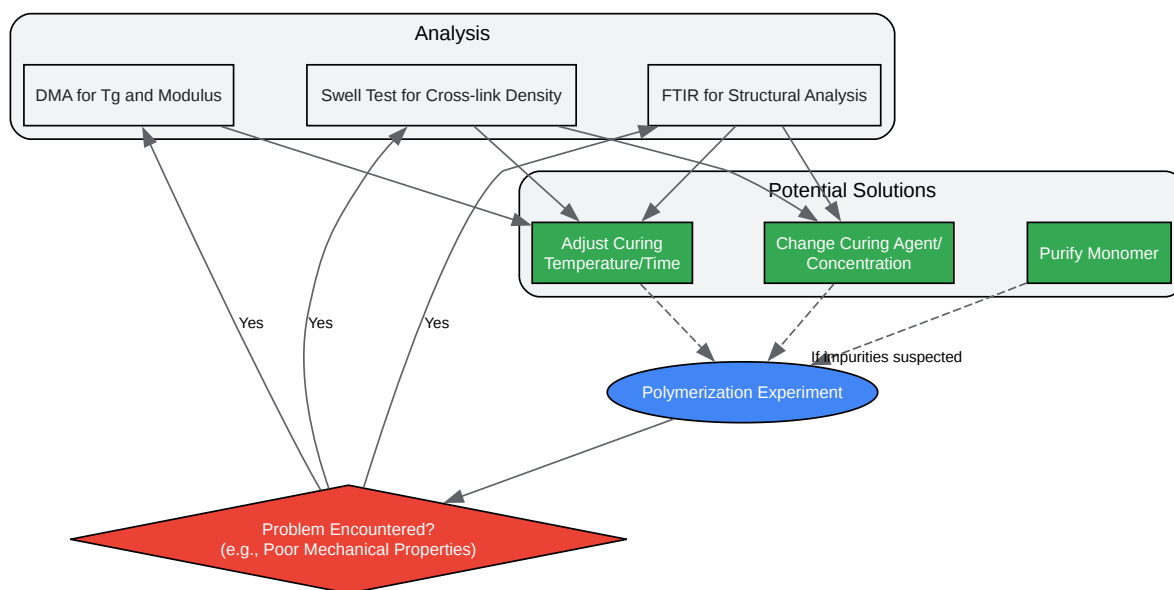 Analysis
DMA for Tg and Modulus
Swell Test for Cross-link Density
FTIR for Structural Analysis
Potential Solutions
Adjust Curing
Temperature/Time
Change Curing Agent/
Concentration
Purify Monomer
Yes
Yes
Yes
If impurities suspected
Polymerization Experiment
Problem Encountered?
(e.g., Poor Mechanical Properties)